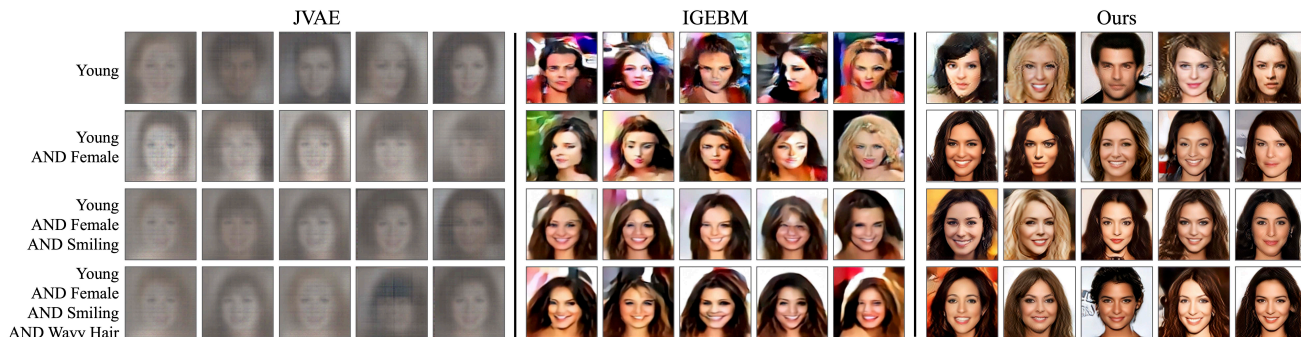 JVAE
IGEBM
Ours
Young
Young
AND Female
Young
AND Female
AND Smiling
Young
AND Female
AND Smiling
AND Wavy Hair